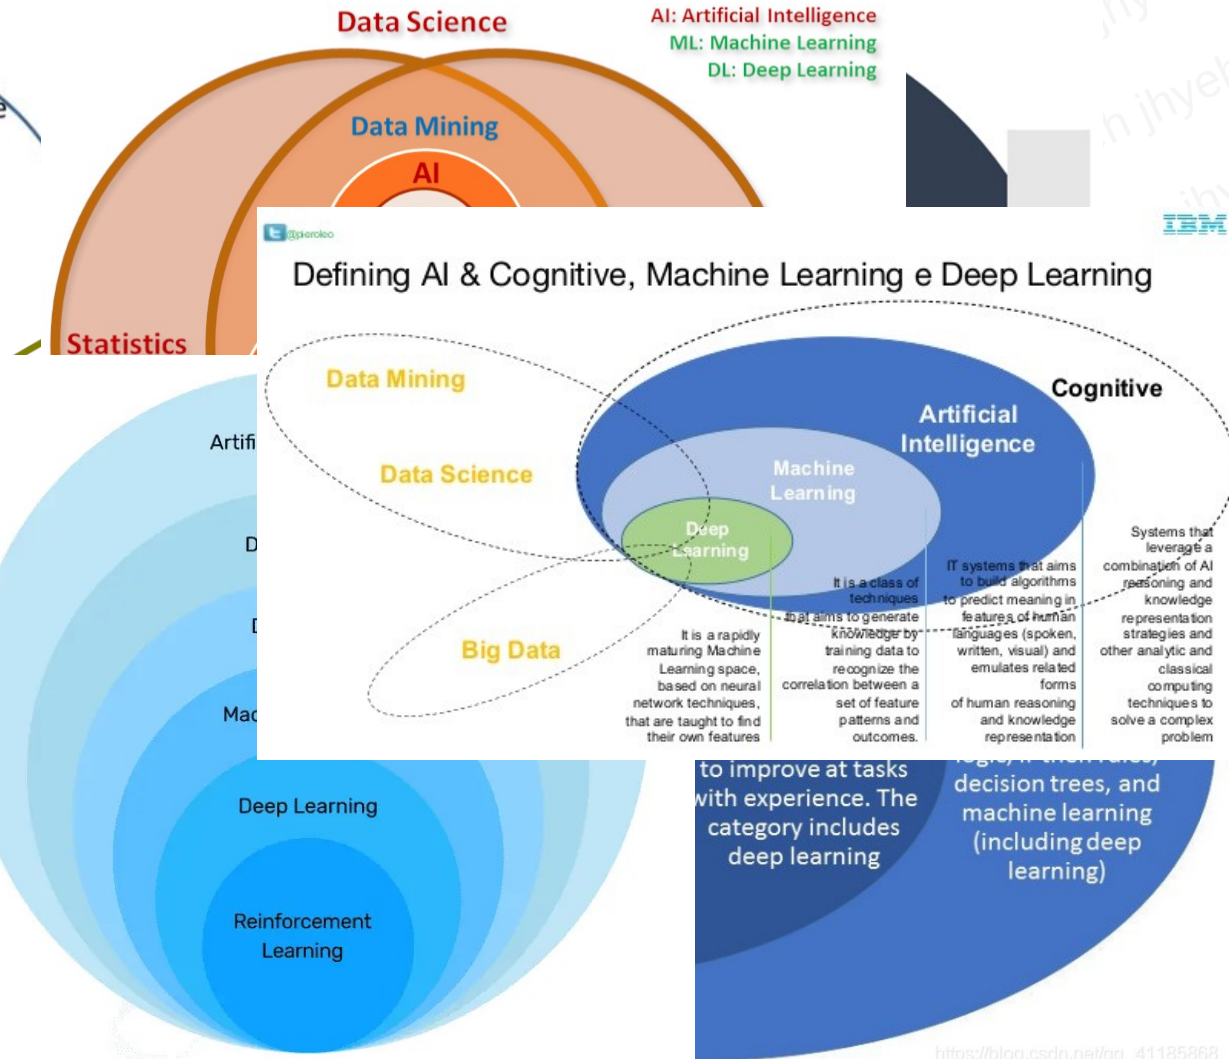 Data Science
AI: Artificial Intelligence
ML: Machine Learning
DL: Deep Learning
Data Mining
AI
Statistics
@pieroleo
IBM
Defining AI & Cognitive, Machine Learning e Deep Learning
Data Mining
Data Science
Big Data
Cognitive
Artificial
Intelligence
Machine
Learning
Deep
Learning
It is a rapidly
maturing Machine
Learning space,
based on neural
network techniques,
that are taught to find
their own features
It is a class of
techniques
that aims to generate
knowledge by
training data to
recognize the
correlation between a
set of feature
patterns and
outcomes.
IT systems that aims
to build algorithms
to predict meaning in
features of human
languages (spoken,
written, visual) and
emulates related
forms
of human reasoning
and knowledge
representation
Systems that
leverage a
combination of AI
reasoning and
knowledge
representation
strategies and
other analytic and
classical
computing
techniques to
solve a complex
problem
Artifi
D
Mac
Deep Learning
Reinforcement
Learning
to improve at tasks
with experience. The
category includes
deep learning
decision trees, and
machine learning
(including deep
learning)
https://blog.csdn.net/qq_41185868